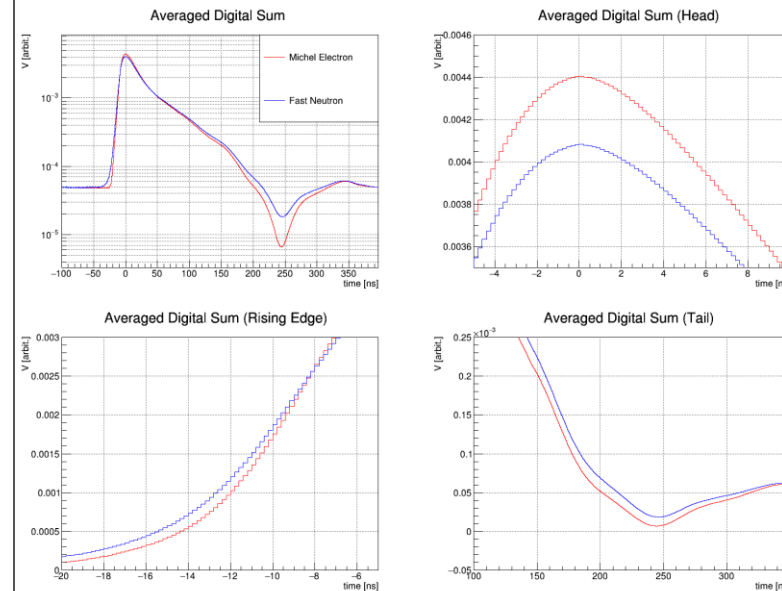 Averaged Digital Sum
V [arbit.]
Michel Electron
Fast Neutron
10⁻³
10⁻⁴
10⁻⁵
−100 −50 0 50 100 150 200 250 300 350
time [ns]
Averaged Digital Sum (Head)
V [arbit.]
0.0046
0.0044
0.0042
0.004
0.0038
0.0036
−4 −2 0 2 4 6 8
time [n
Averaged Digital Sum (Rising Edge)
V [arbit.]
0.003
0.0025
0.002
0.0015
0.001
0.0005
0
−20 −18 −16 −14 −12 −10 −8 −6
time [ns]
Averaged Digital Sum (Tail)
×10⁻³
V [arbit.]
0.25
0.2
0.15
0.1
0.05
0
−0.05
100 150 200 250 300
time [n